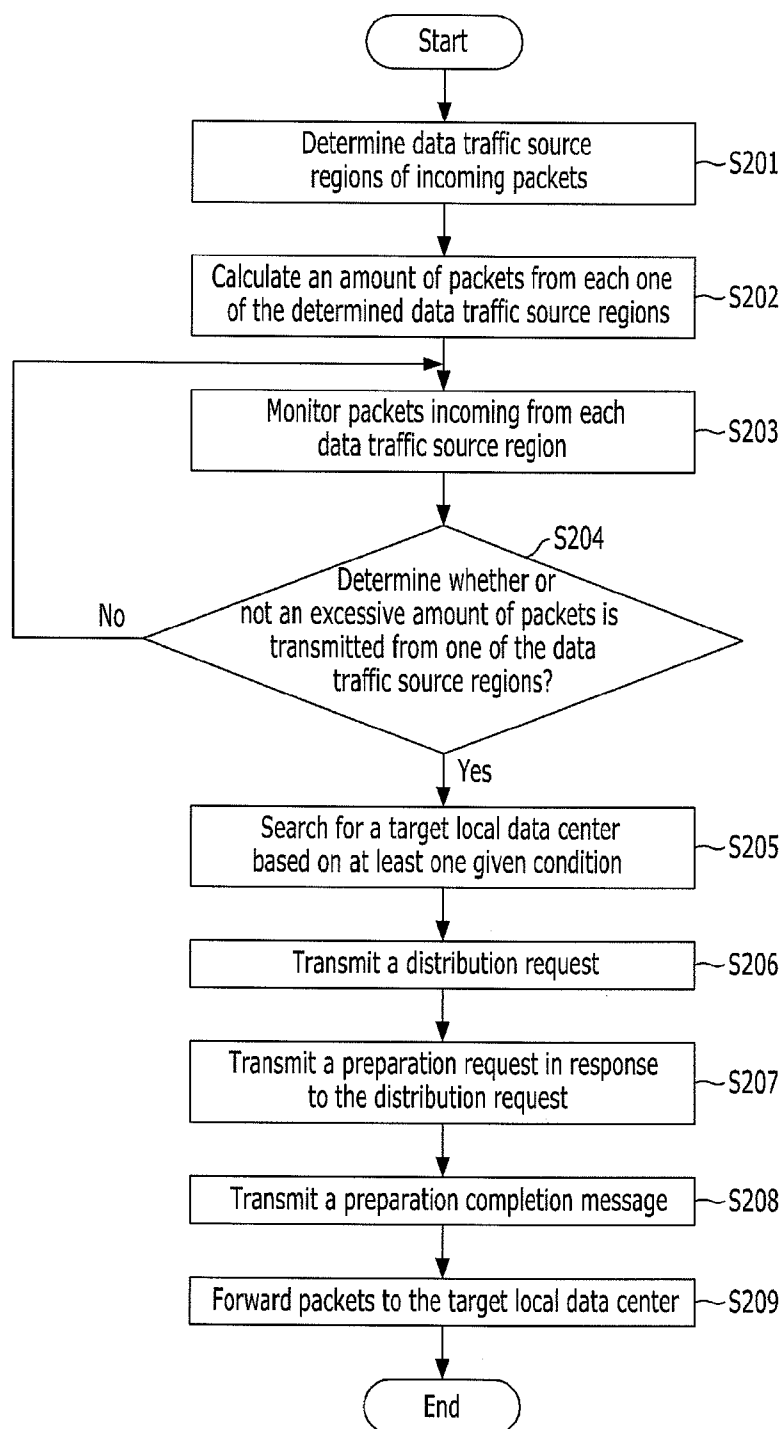 Start
Determine data traffic source
regions of incoming packets
S201
Calculate an amount of packets from each one
of the determined data traffic source regions
S202
Monitor packets incoming from each
data traffic source region
S203
S204
Determine whether or
not an excessive amount of packets is
transmitted from one of the data
traffic source regions?
No
Yes
Search for a target local data center
based on at least one given condition
S205
Transmit a distribution request
S206
Transmit a preparation request in response
to the distribution request
S207
Transmit a preparation completion message
S208
Forward packets to the target local data center
S209
End